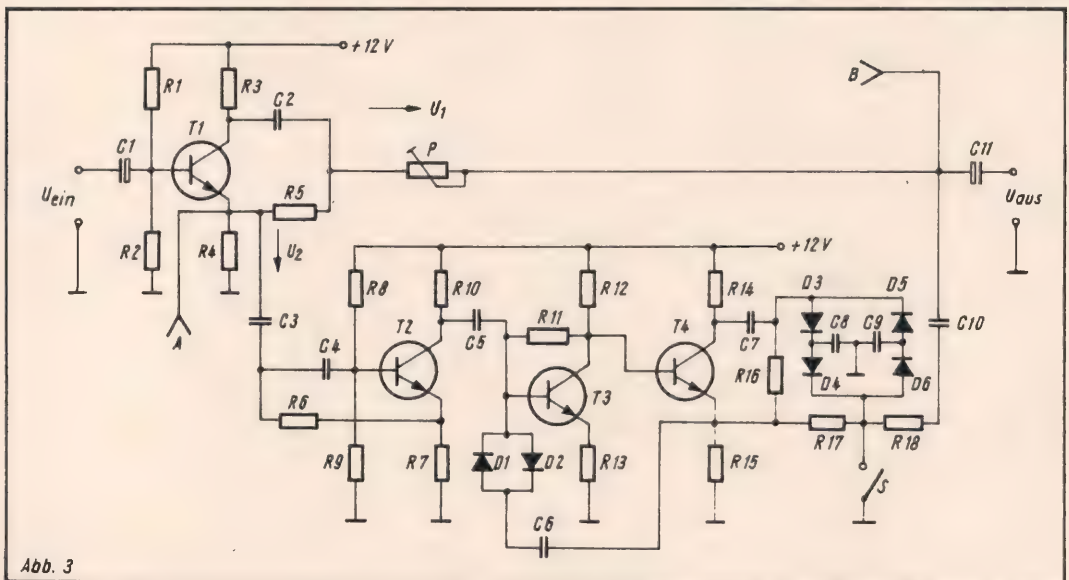 +12V
R1
R3
C2
U1
B
C1
T1
P
C11
Uein
Uaus
R5
R2
R4
U2
+12V
A
R8
R10
R12
R14
D3
D5
C3
T2
C5
R11
T4
C7
C8
C9
C10
C4
R16
T3
D4
D6
R6
R17
R18
R9
R7
D1
D2
R13
R15
S
C6
Abb. 3